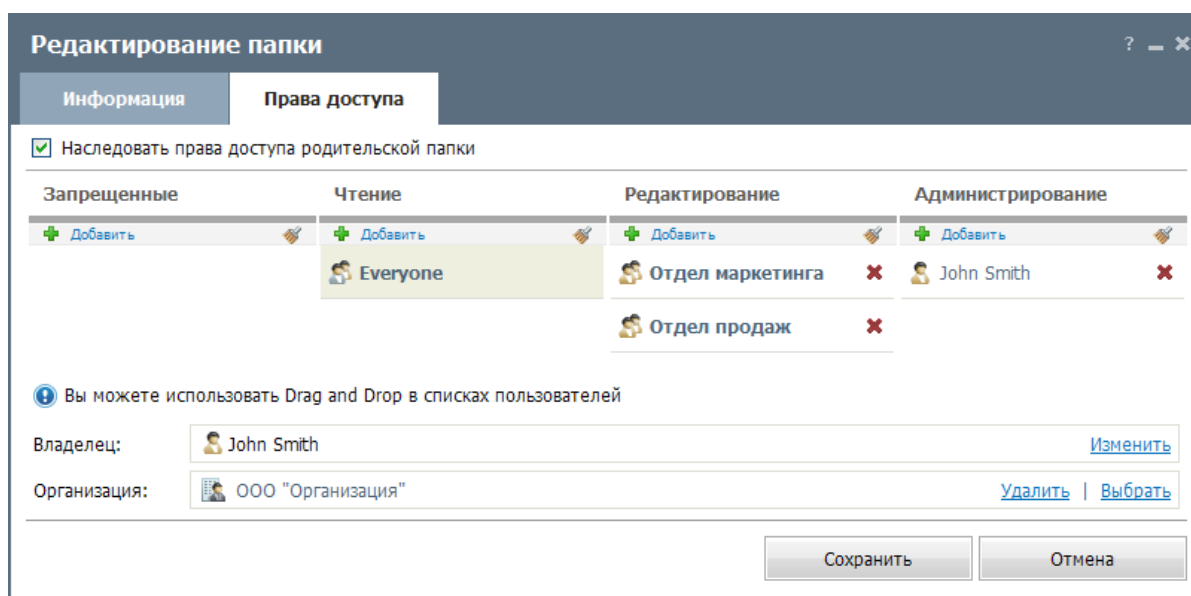 Редактирование папки ?
Информация Права доступа
Наследовать права доступа родительской папки
Запрещенные Чтение Редактирование Администрирование
Добавить Добавить Добавить Добавить
Everyone Отдел маркетинга John Smith
Отдел продаж
Вы можете использовать Drag and Drop в списках пользователей
Владелец: John Smith Изменить
Организация: ООО "Организация" Удалить | Выбрать
Сохранить Отмена